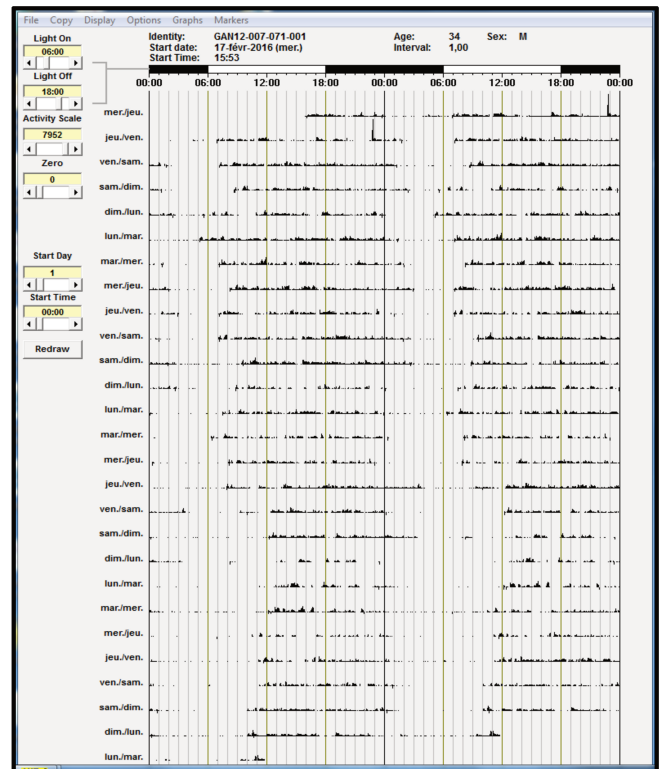 File Copy Display Options Graphs Markers
Light On
06:00
Light Off
18:00
Activity Scale
7952
Zero
0
Start Day
1
Start Time
00:00
Redraw
Identity: GAN12-007-071-001 Age: 34 Sex: M
Start date: 17-févr-2016 (mer.) Interval: 1,00
Start Time: 15:53
00:00 06:00 12:00 18:00 00:00 06:00 12:00 18:00 00:00
mer./jeu.
jeu./ven.
ven./sam.
sam./dim.
dim./lun.
lun./mar.
mar./mer.
mer./jeu.
jeu./ven.
ven./sam.
sam./dim.
dim./lun.
lun./mar.
mar./mer.
mer./jeu.
jeu./ven.
ven./sam.
sam./dim.
dim./lun.
lun./mar.
mar./mer.
mer./jeu.
jeu./ven.
ven./sam.
sam./dim.
dim./lun.
lun./mar.